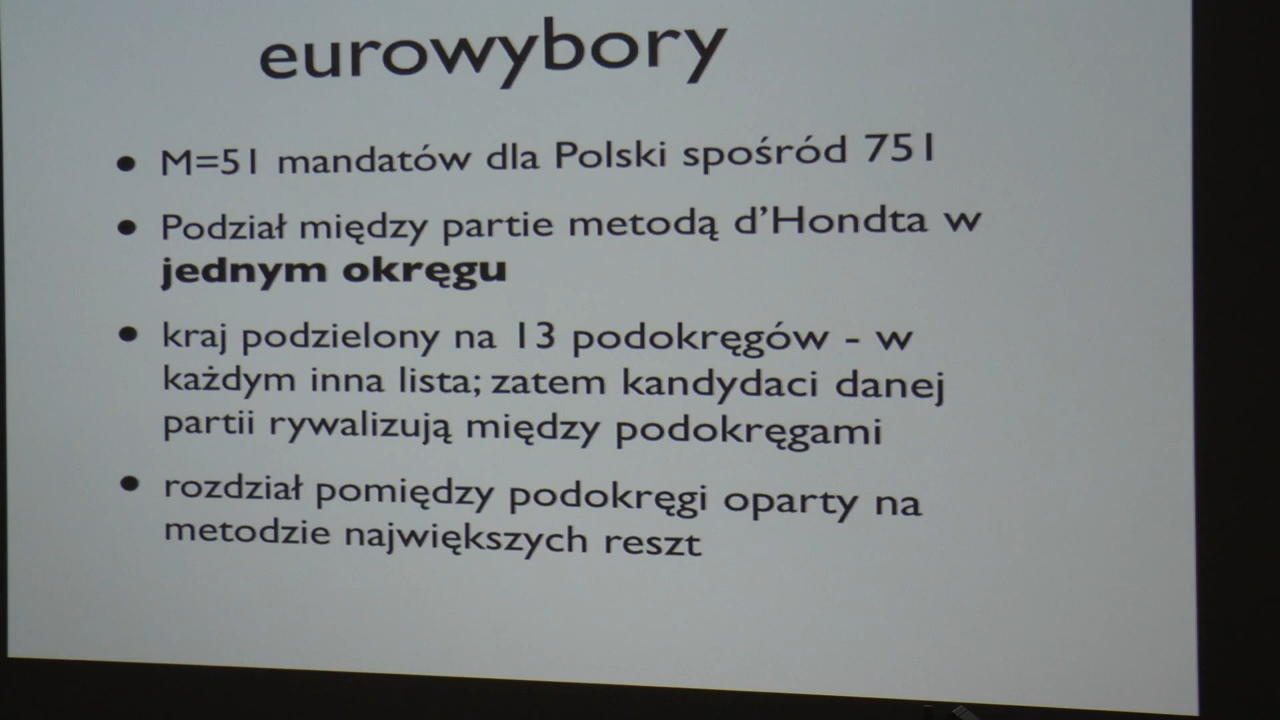 eurowybory
• M=51 mandatów dla Polski spośród 751
• Podział między partie metodą d’Hondta w
jednym okręgu
• kraj podzielony na 13 podokręgów - w
każdym inna lista; zatem kandydaci danej
partii rywalizują między podokręgami
• rozdział pomiędzy podokręgi oparty na
metodzie największych reszt